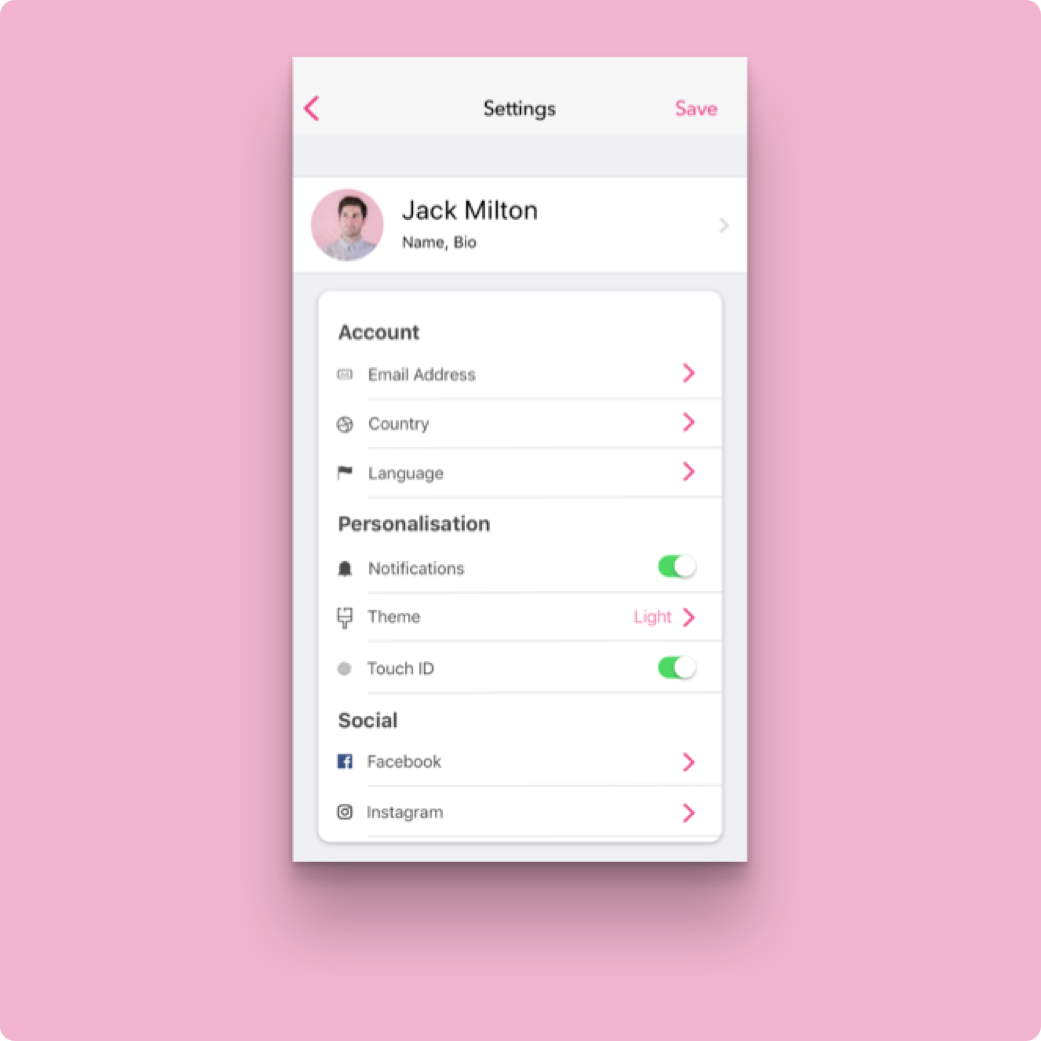 Settings
Save
Jack Milton
Name, Bio
Account
Email Address
Country
Language
Personalisation
Notifications
Theme
Light
Touch ID
Social
Facebook
Instagram